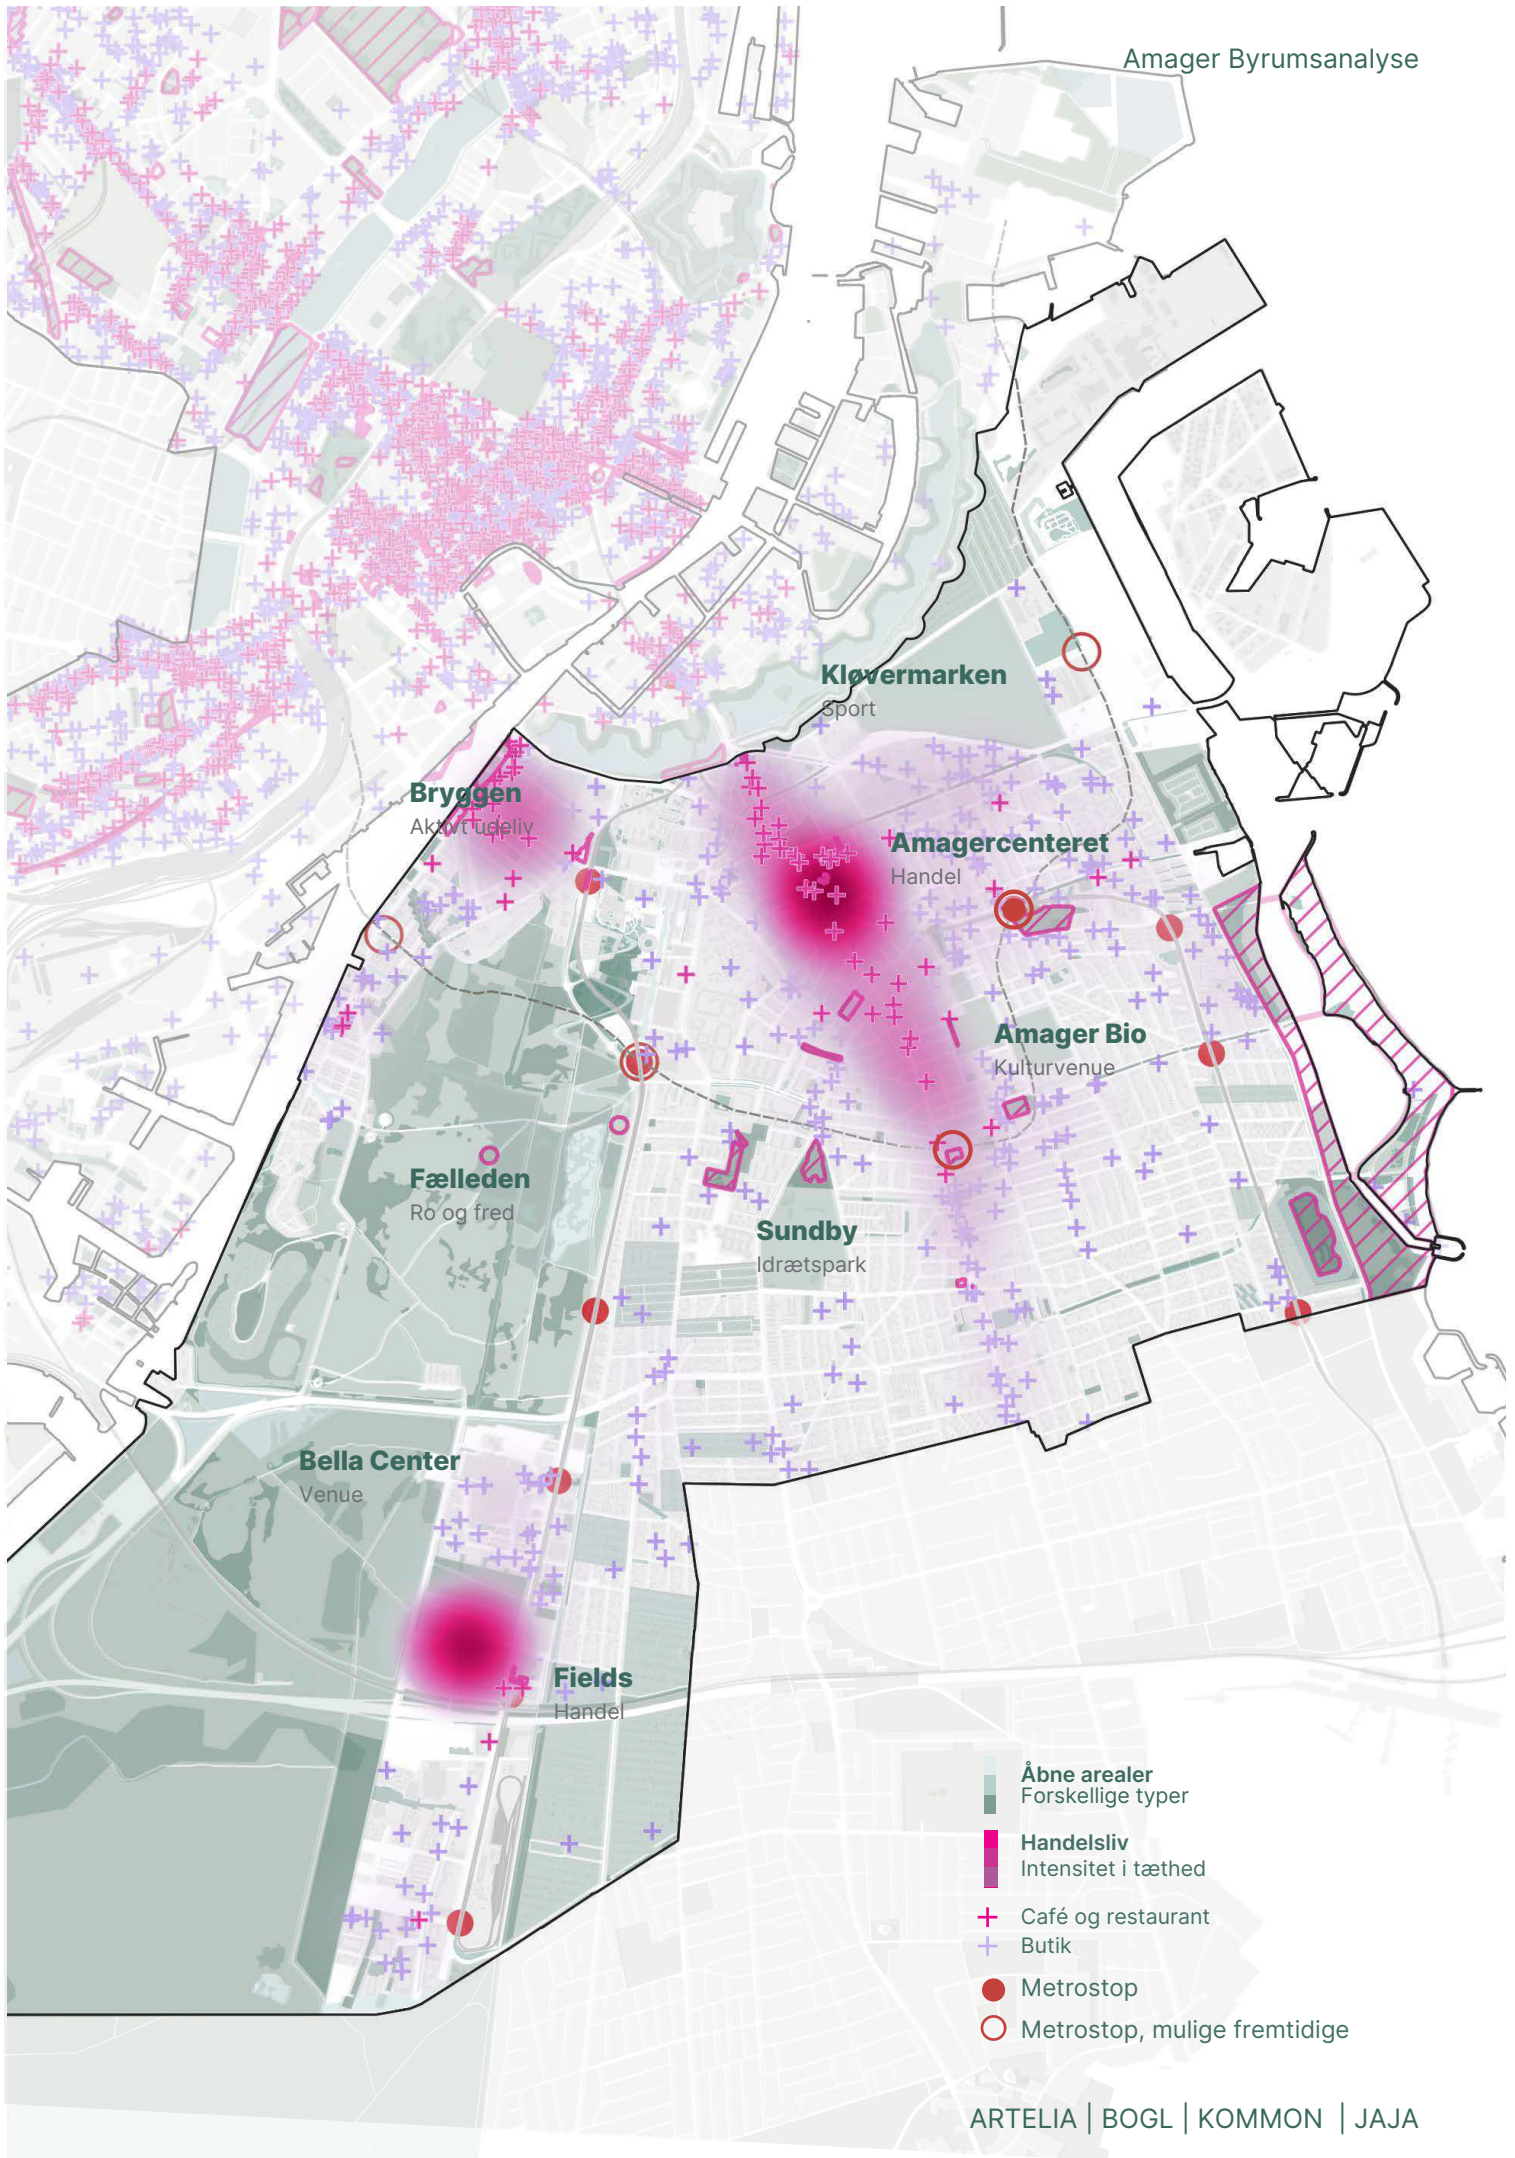 Amager Byrumsanalyse
Kløvermarken
Sport
Bryggen
Aktivt udeliv
Amagercenteret
Handel
Amager Bio
Kulturvenue
Fælleden
Ro og fred
Sundby
Idrætspark
Bella Center
Venue
Fields
Handel
Åbne arealer
Forskellige typer
Handelsliv
Intensitet i tæthed
Café og restaurant
Butik
Metrostop
Metrostop, mulige fremtidige
ARTELIA | BOGL | KOMMON | JAJA